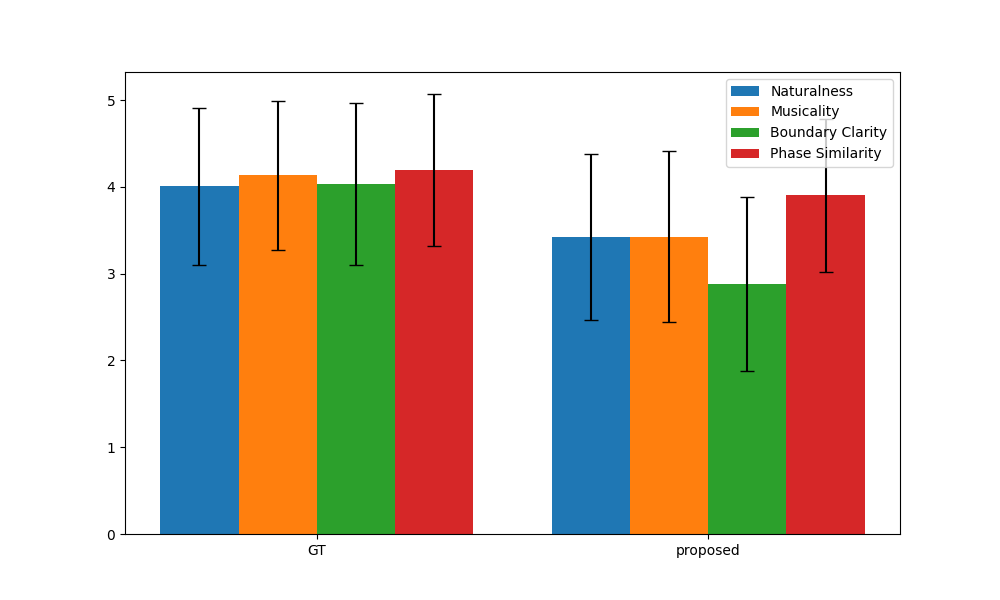 5
4
3
2
1
0
Naturalness
Musicality
Boundary Clarity
Phase Similarity
GT
proposed